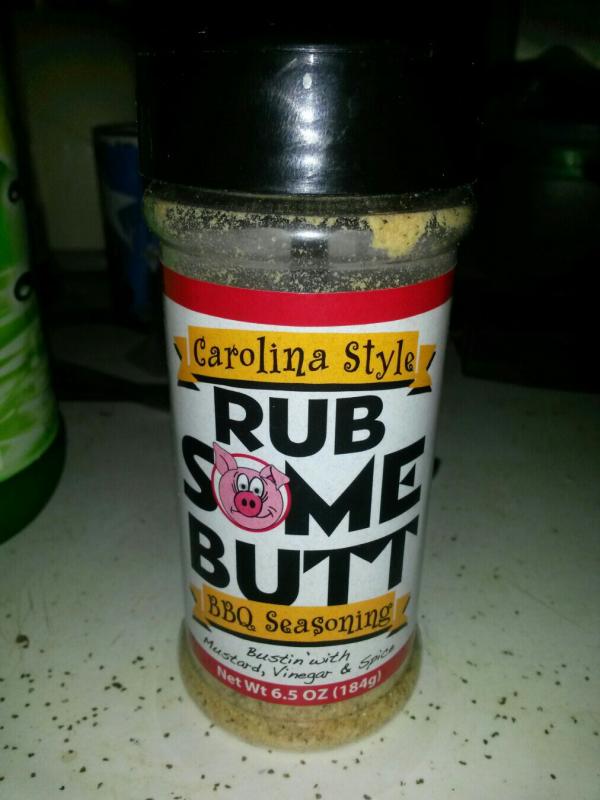 Carolina Style
RUB
SOME
BUTT
BBQ Seasoning
Bustin' with
Mustard, Vinegar & Spice
Net Wt 6.5 OZ (184g)